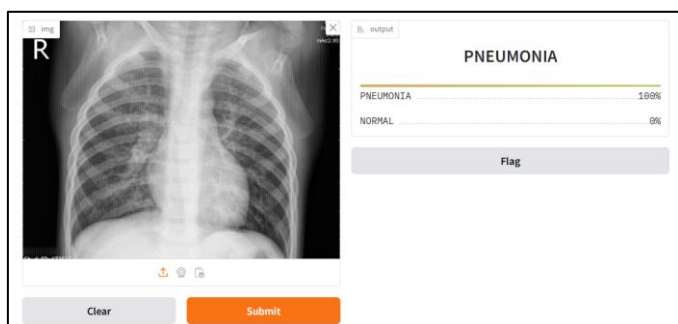 img
R
output
PNEUMONIA
PNEUMONIA 100%
NORMAL 0%
Flag
Clear
Submit